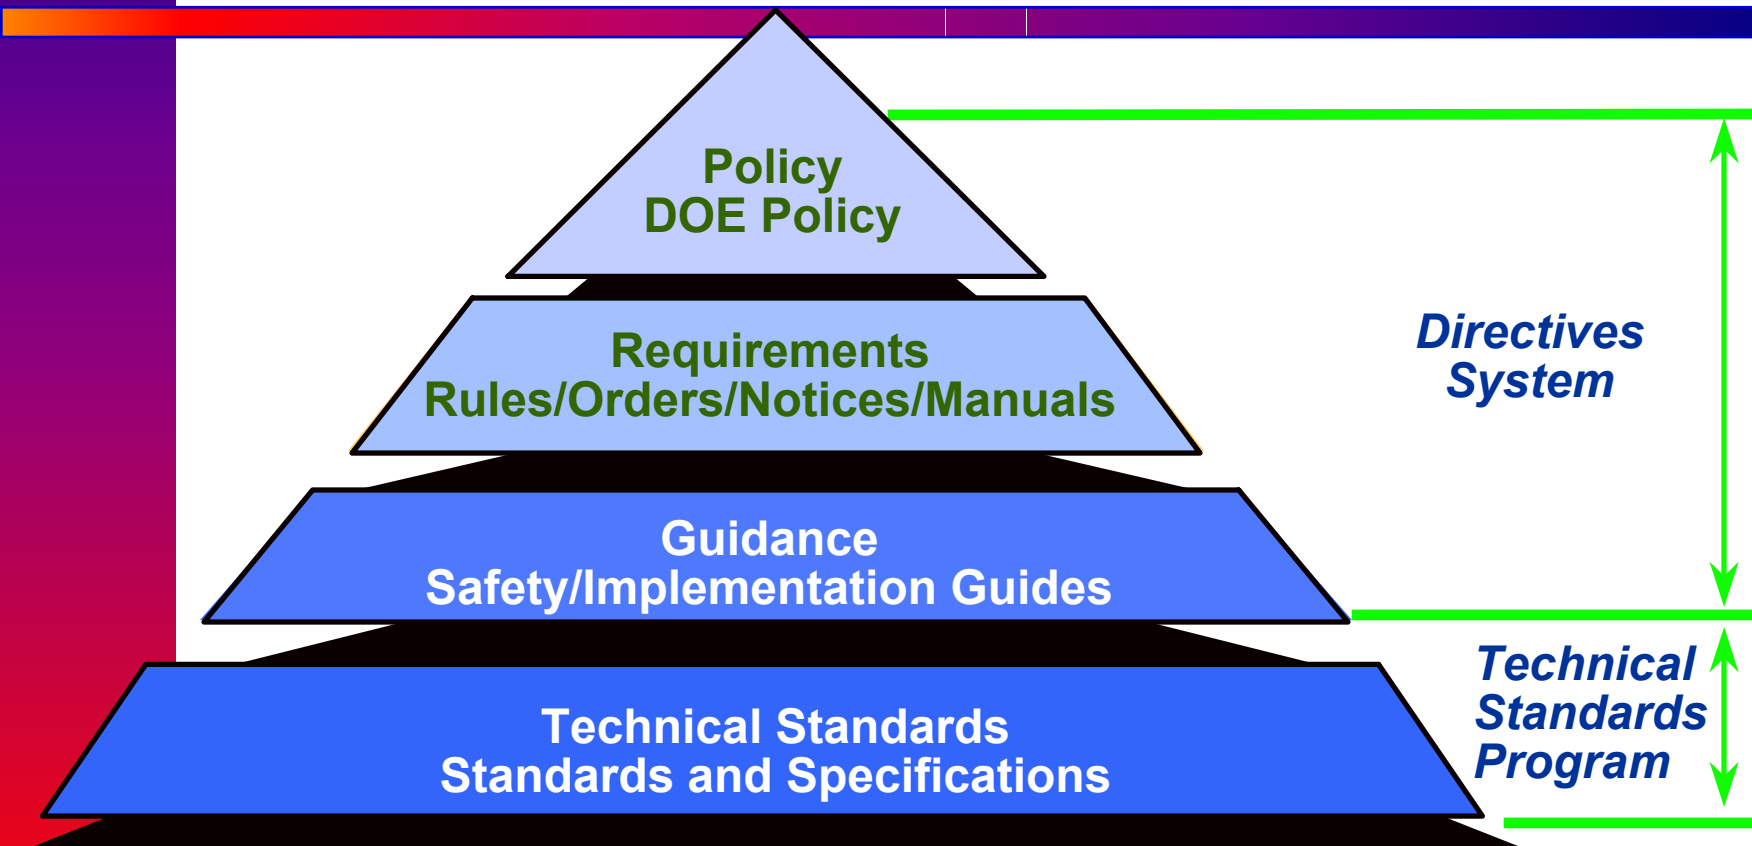 Policy
DOE Policy
Requirements
Rules/Orders/Notices/Manuals
Directives
System
Guidance
Safety/Implementation Guides
Technical Standards
Standards and Specifications
Technical
Standards
Program